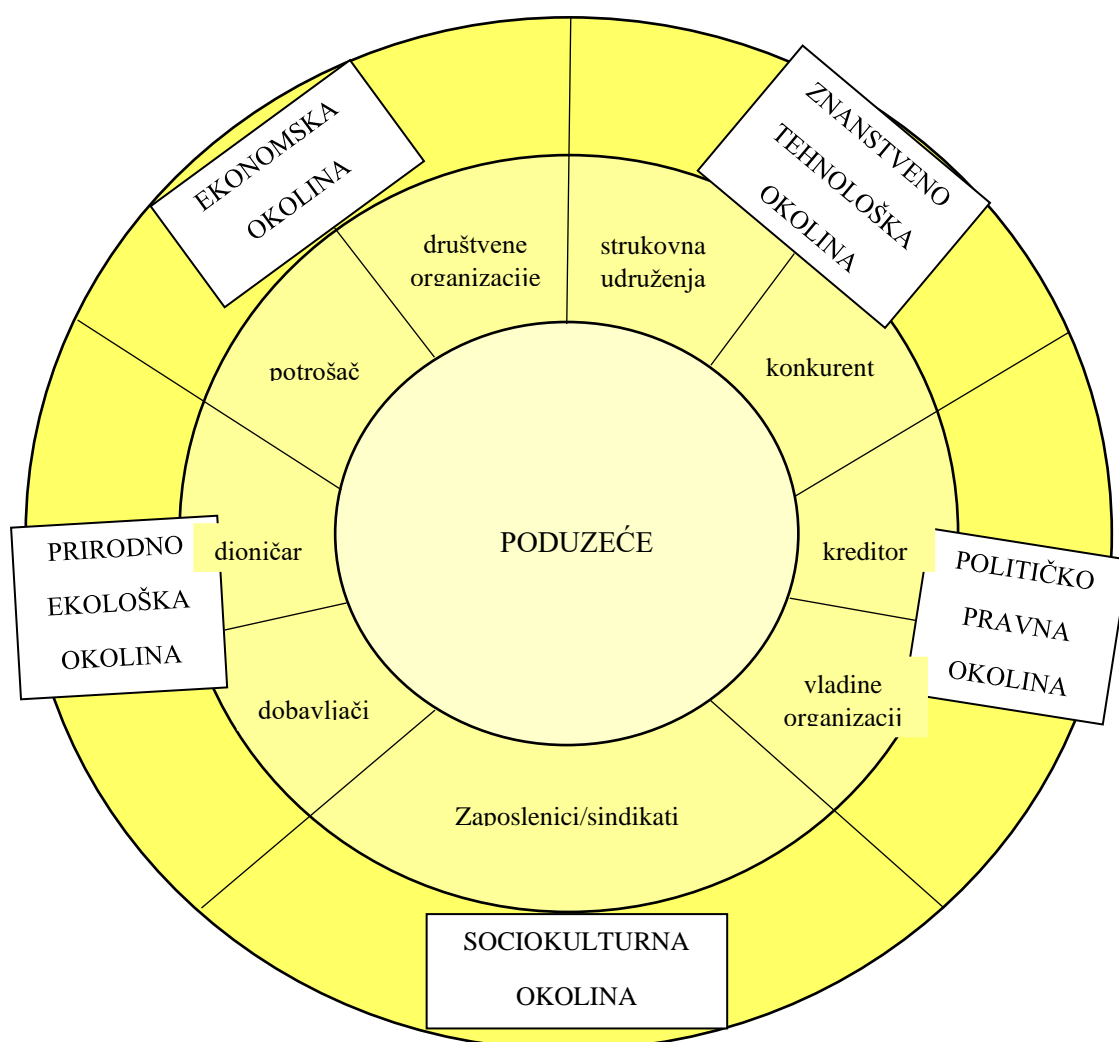 EKONOMSKA
OKOLINA
ZNANSTVENO
TEHNOLOŠKA
OKOLINA
društvene
organizacije
strukovna
udruženja
potrošač
konkurent
PRIRODNO
EKOLOŠKA
OKOLINA
dioničar
PODUZEĆE
kreditor
POLITIČKO
PRAVNA
OKOLINA
dobavljači
vladine
organizacij
Zaposlenici/sindikati
SOCIOKULTURNA
OKOLINA